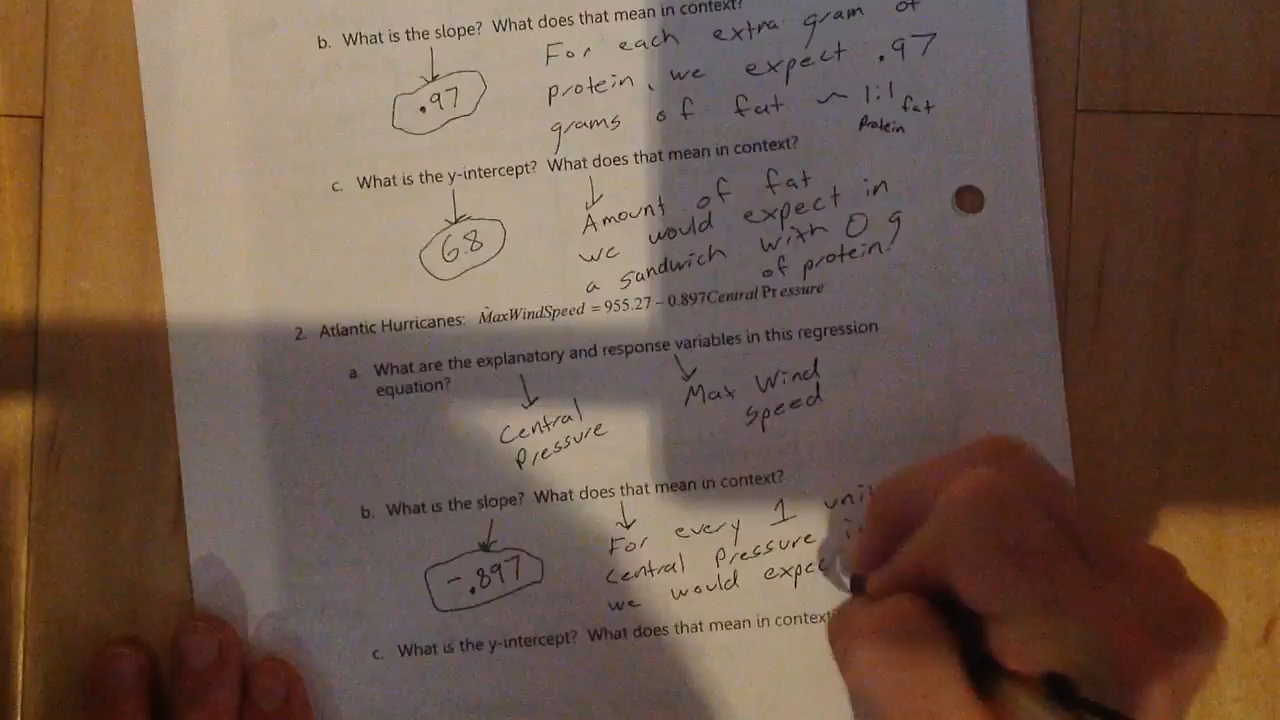 b. What is the slope? What does that mean in context?
.97
For each extra gram of
protein, we expect .97
grams of fat ~ 1:1
fat
Protein
c. What is the y-intercept? What does that mean in context?
6.8
Amount of fat
we would expect in
a sandwich with 0 g
of protein.
2. Atlantic Hurricanes: MaxWindSpeed = 955.27 – 0.897Central Pressure
a. What are the explanatory and response variables in this regression
equation?
Central
Pressure
Max Wind
Speed
b. What is the slope? What does that mean in context?
-.897
For every 1
Central Pressure
we would
c. What is the y-intercept? What does that mean in context